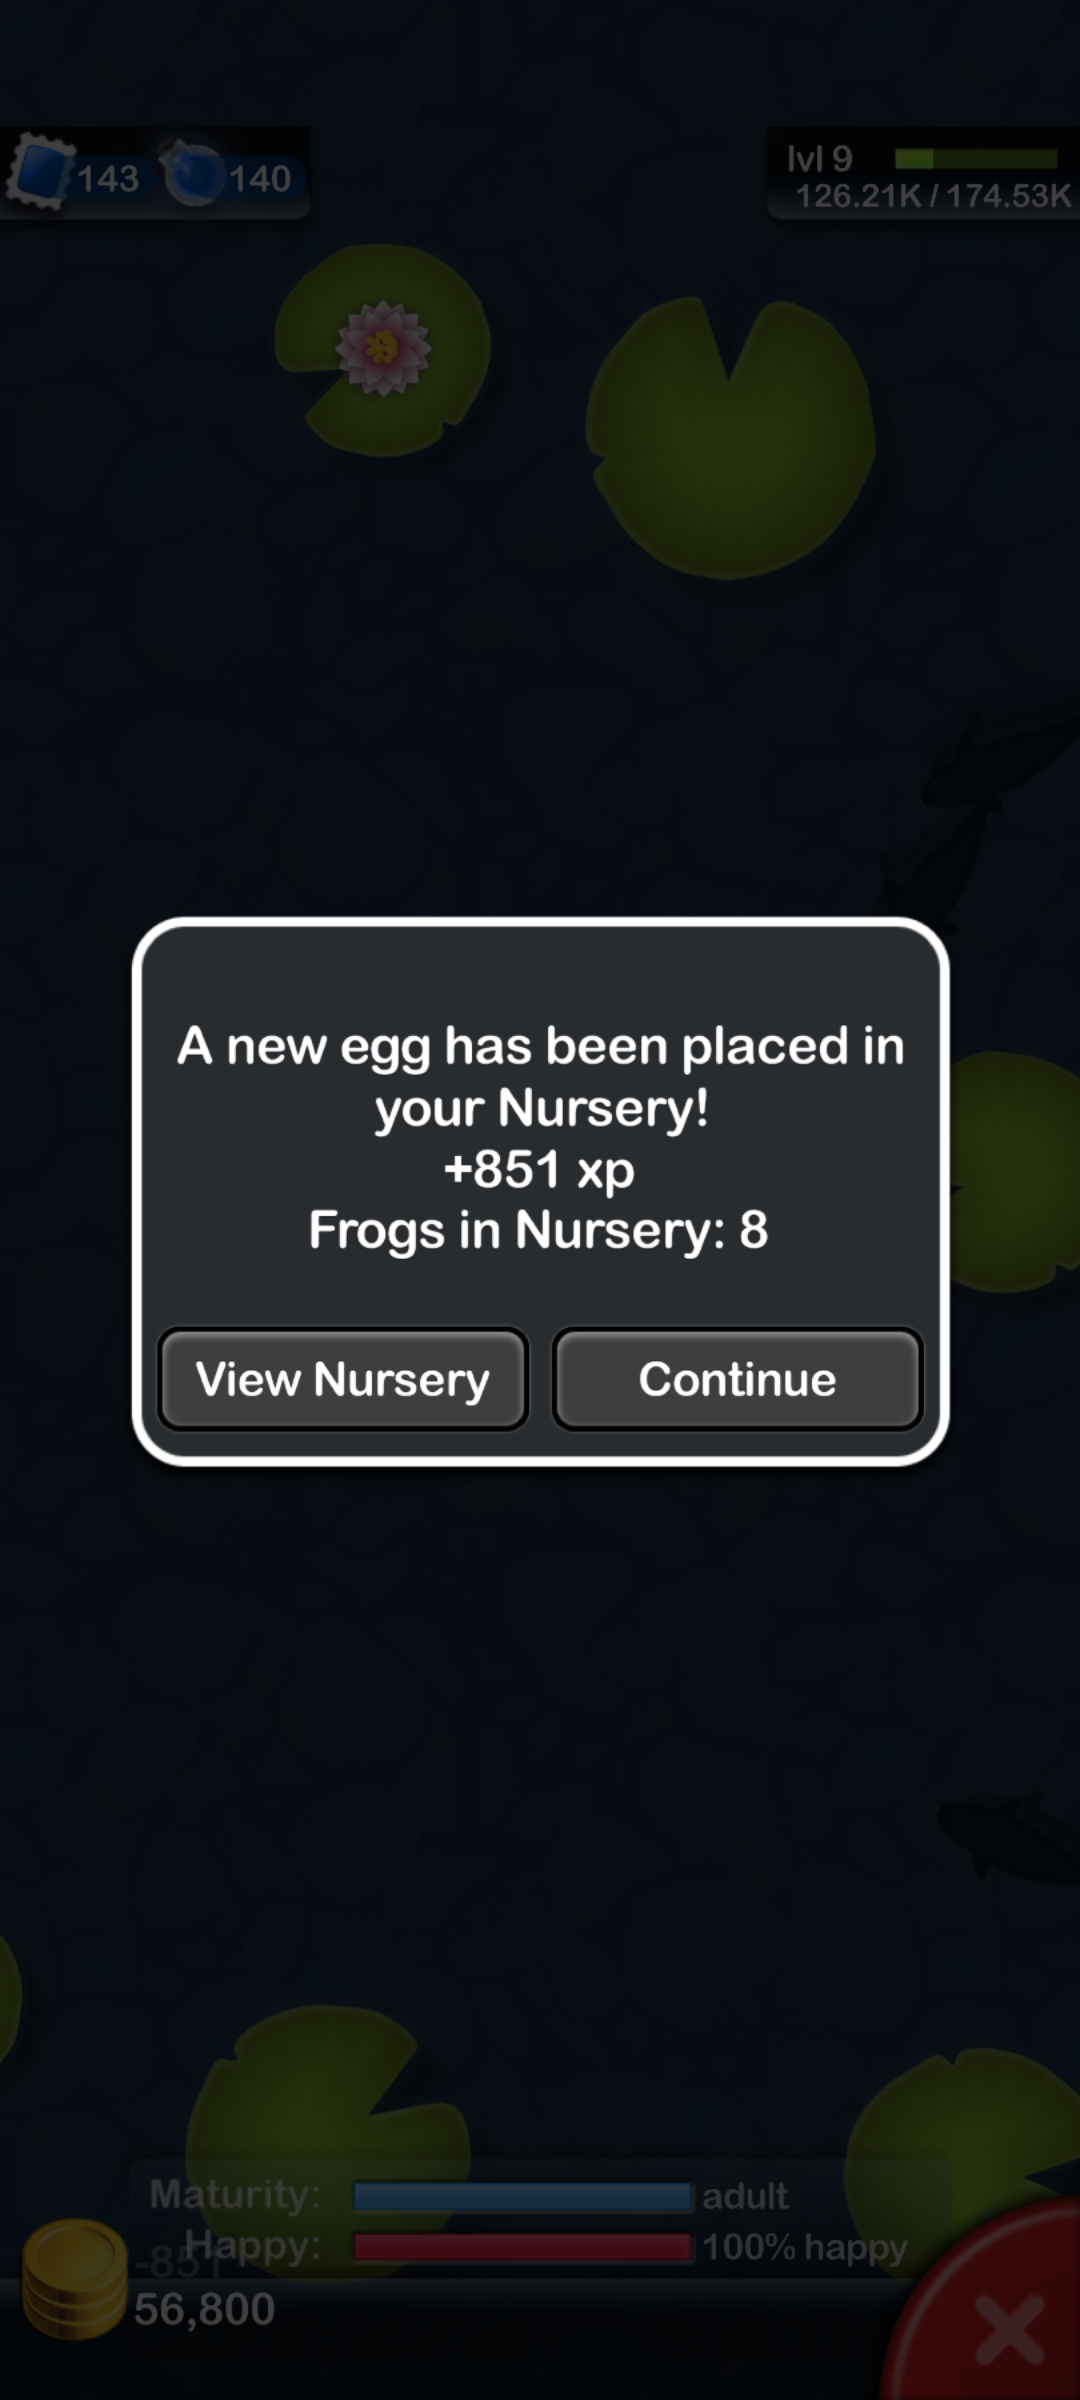 143
140
lvl 9
126.21K / 174.53K
A new egg has been placed in
your Nursery!
+851 xp
Frogs in Nursery: 8
View Nursery
Continue
Maturity:
adult
Happy:
100% happy
-851
56,800